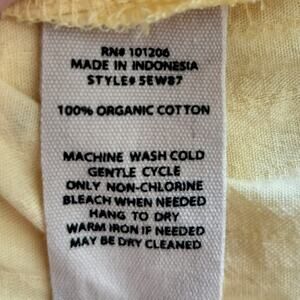 RN# 101206
MADE IN INDONESIA
STYLE# 5EW87
100% ORGANIC COTTON
MACHINE WASH COLD
GENTLE CYCLE
ONLY NON-CHLORINE
BLEACH WHEN NEEDED
HANG TO DRY
WARM IRON IF NEEDED
MAY BE DRY CLEANED